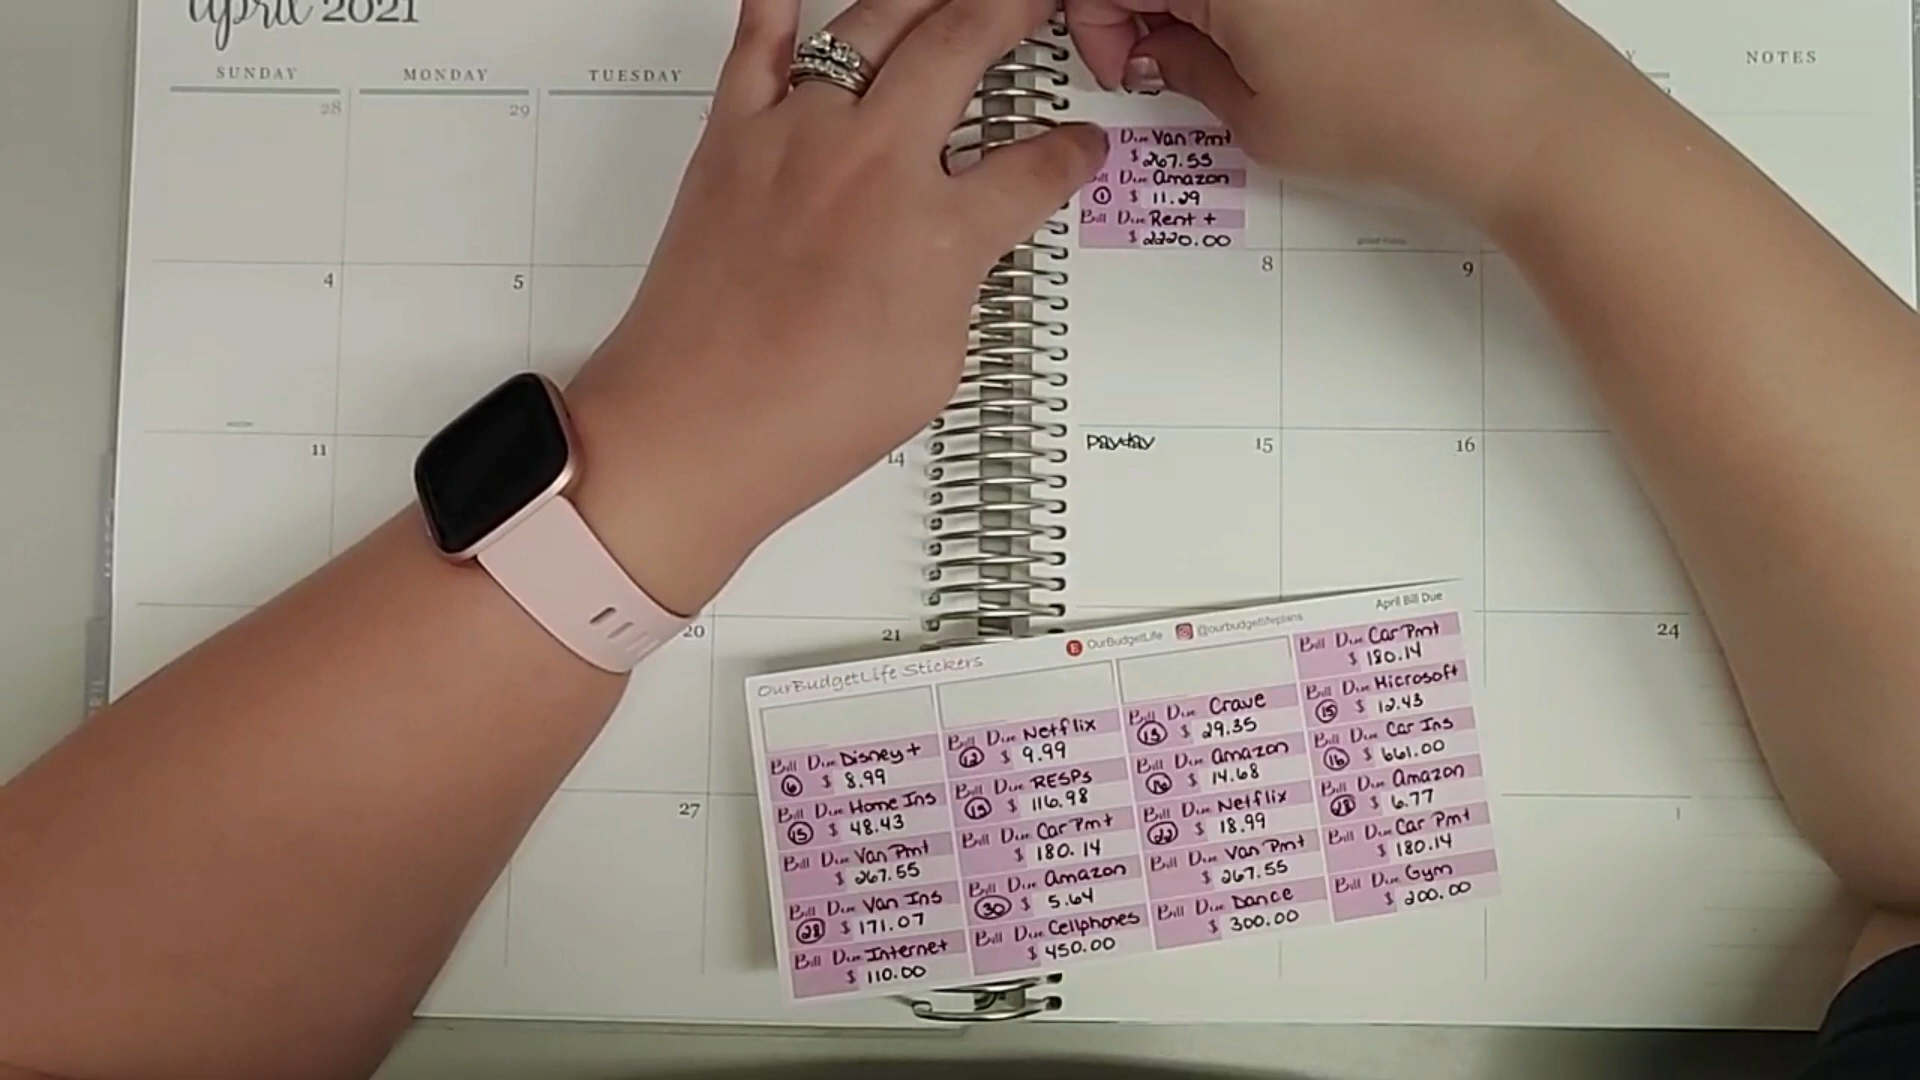 April 2021
SUNDAY
MONDAY
TUESDAY
NOTES
28
29
4
5
8
9
11
14
Payday
15
16
20
21
24
27
1
Due Van Pmt
$ 267.55
Bill Due Amazon
① $ 11.29
Bill Due Rent +
$ 2220.00
OurBudgetLife Stickers
OurBudgetLife
@ourbudgetlifeplans
April Bill Due
Bill Due Disney +
⑥ $ 8.99
Bill Due Home Ins
⑮ $ 48.43
Bill Due Van Pmt
$ 267.55
Bill Due Van Ins
㉘ $ 171.07
Bill Due Internet
$ 110.00
Bill Due Netflix
⑫ $ 9.99
Bill Due RESPs
$ 116.98
Bill Due Car Pmt
$ 180.14
Bill Due Amazon
㉚ $ 5.64
Bill Due Cellphones
$ 450.00
Bill Due Crave
⑬ $ 29.35
Bill Due Amazon
$ 14.68
Bill Due Netflix
㉒ $ 18.99
Bill Due Van Pmt
$ 267.55
Bill Due Dance
$ 300.00
Bill Due Car Pmt
$ 180.14
Bill Due Microsoft
⑮ $ 12.43
Bill Due Car Ins
⑯ $ 661.00
Bill Due Amazon
$ 6.77
Bill Due Car Pmt
$ 180.14
Bill Due Gym
$ 200.00